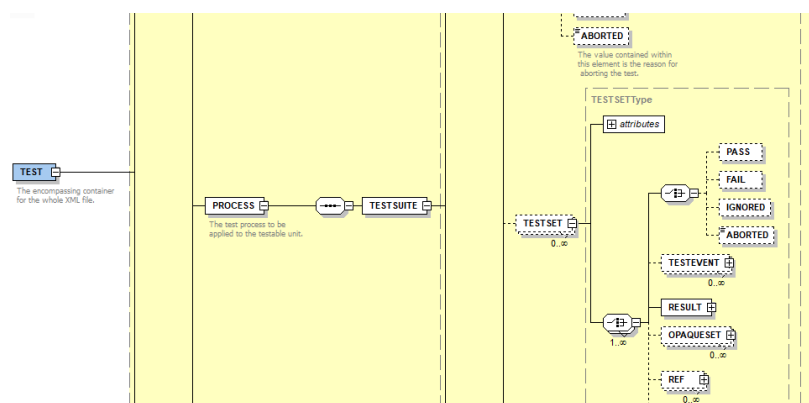 ABORTED
The value contained within
this element is the reason for
aborting the test.
TESTSETType
attributes
PASS
TEST
FAIL
The encompassing container
for the whole XML file.
PROCESS
TESTSUITE
IGNORED
The test process to be
applied to the testable unit.
TESTSET
0..∞
ABORTED
TESTEVENT
0..∞
RESULT
1..∞
OPAQUESET
0..∞
REF
0..∞